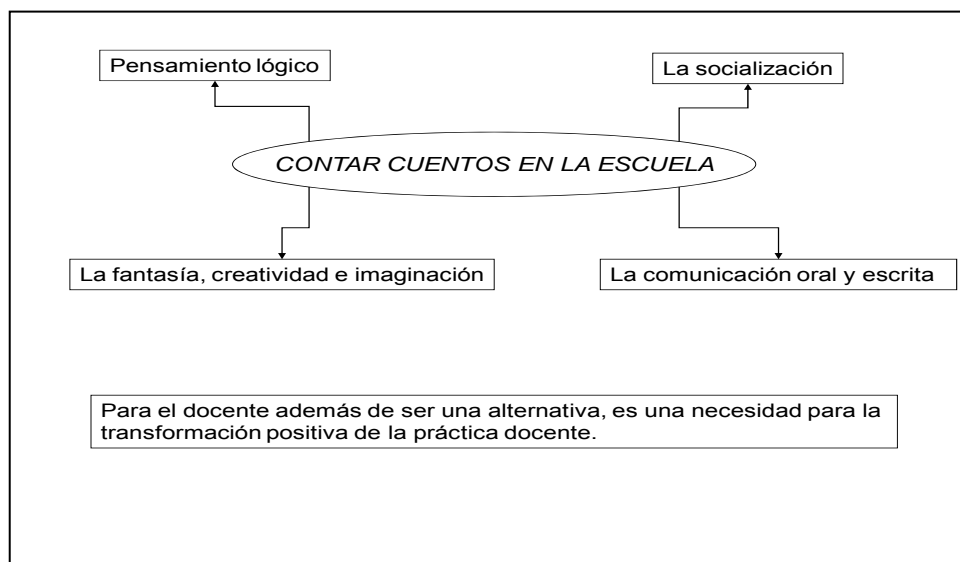 Pensamiento lógico
La socialización
CONTAR CUENTOS EN LA ESCUELA
La fantasía, creatividad e imaginación
La comunicación oral y escrita
Para el docente además de ser una alternativa, es una necesidad para la
transformación positiva de la práctica docente.